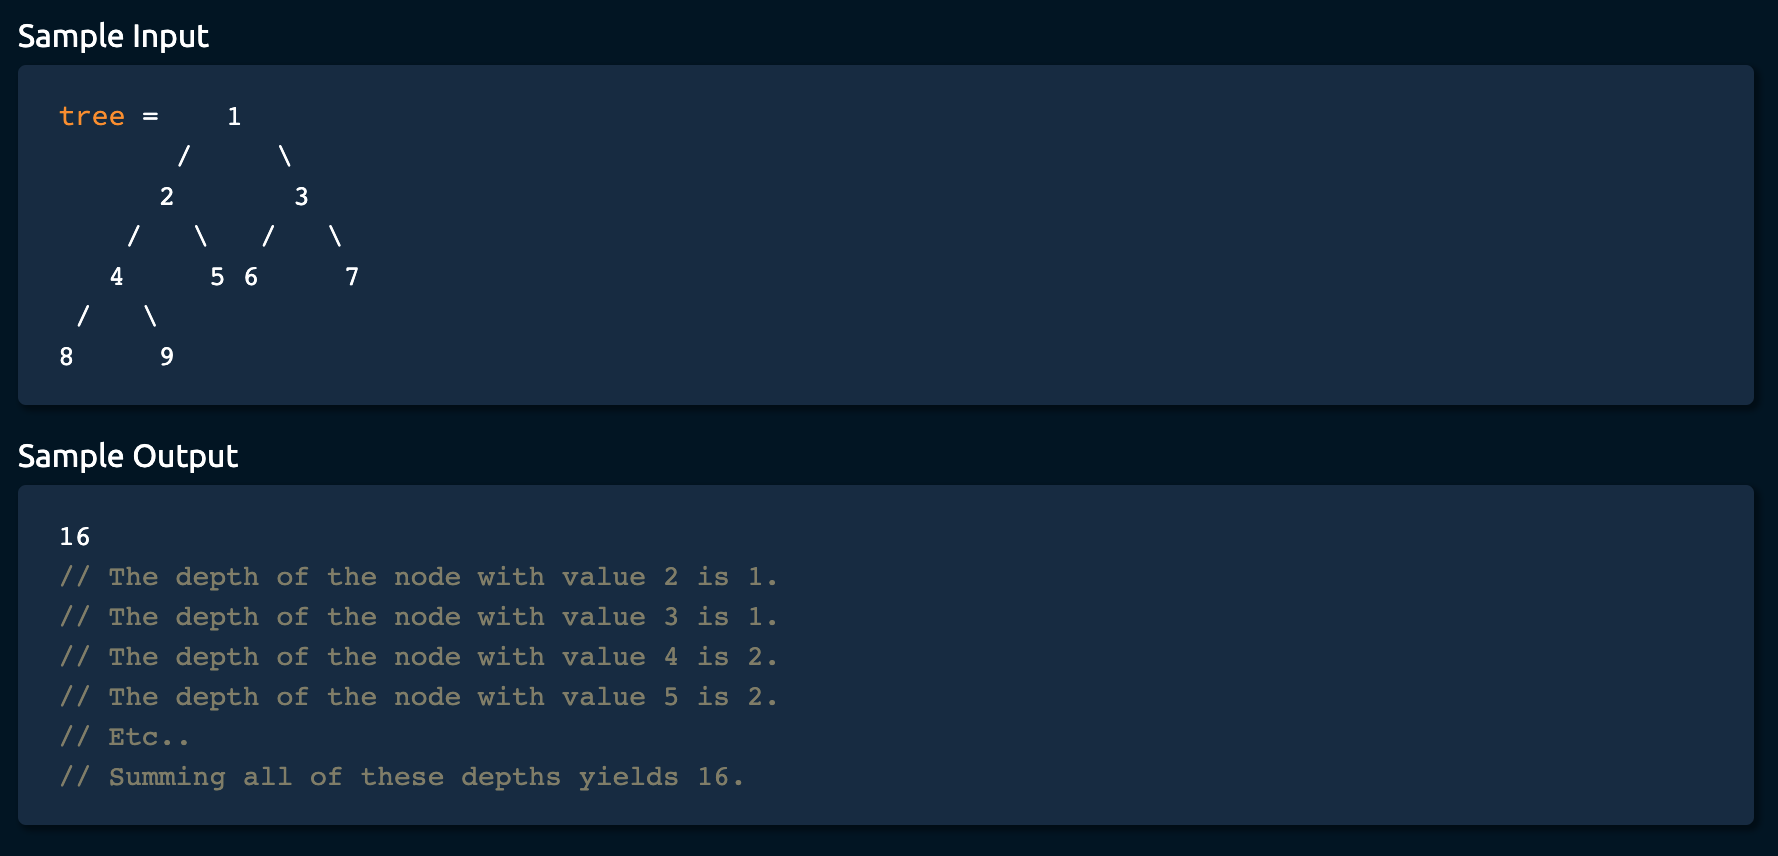 Sample Input
tree =    1
       /     \
      2       3
    /   \   /   \
   4     5 6     7
 /   \
8     9
Sample Output
16
// The depth of the node with value 2 is 1.
// The depth of the node with value 3 is 1.
// The depth of the node with value 4 is 2.
// The depth of the node with value 5 is 2.
// Etc..
// Summing all of these depths yields 16.